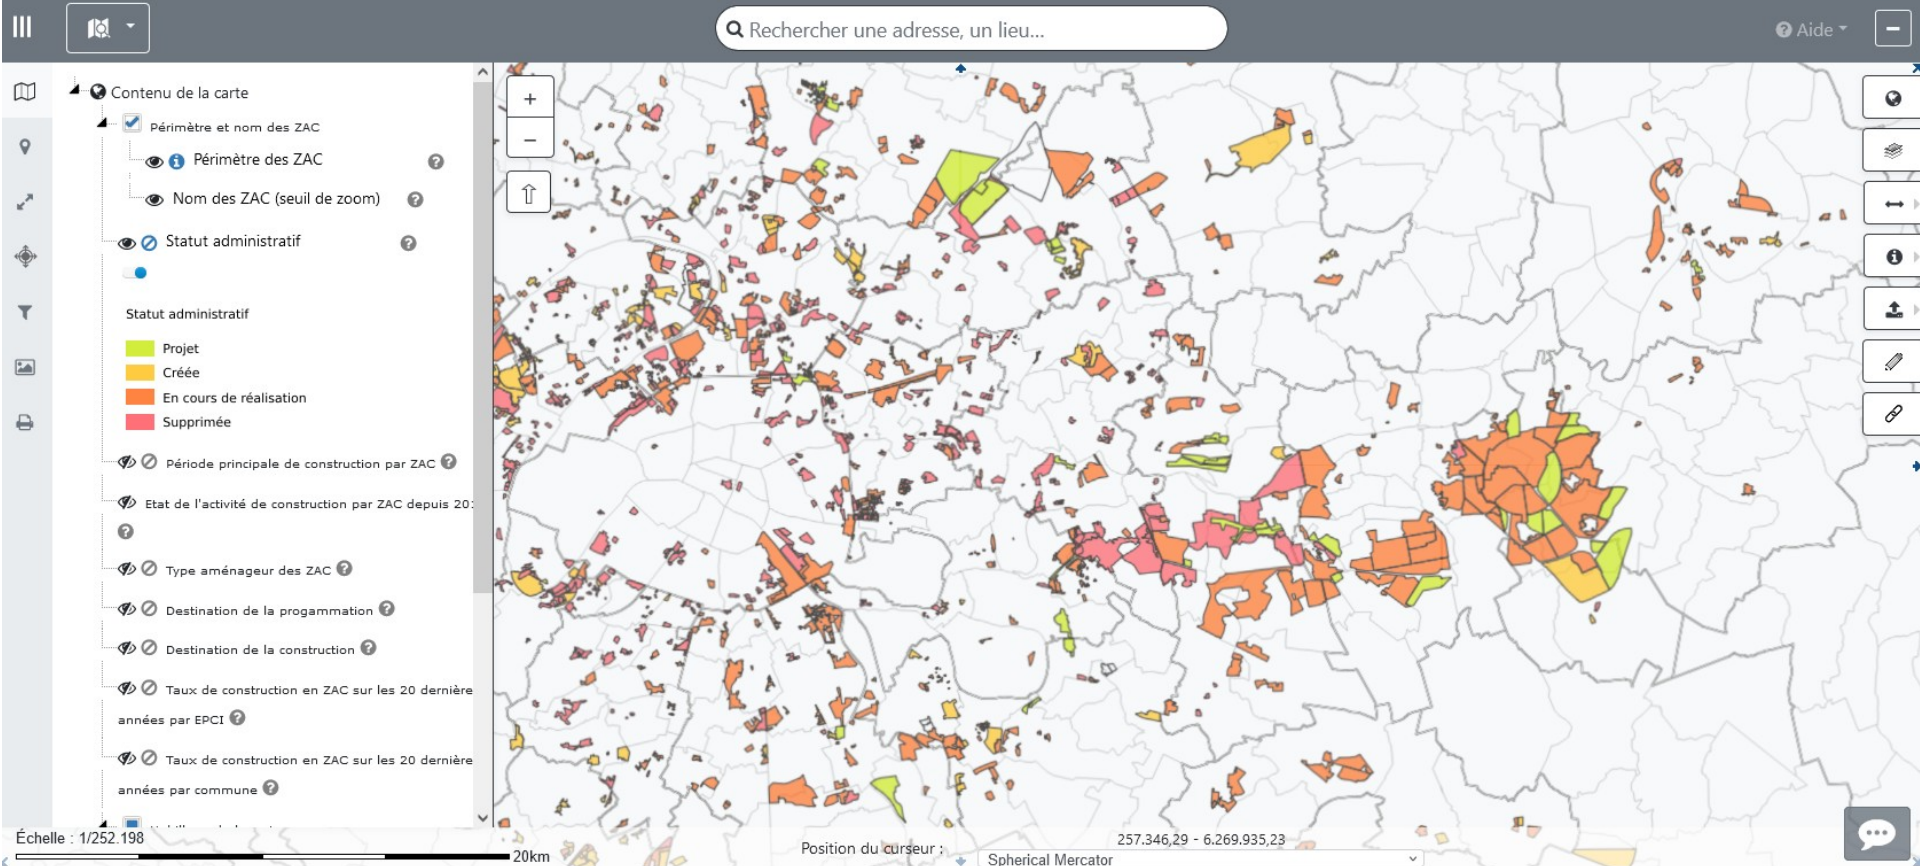 Rechercher une adresse, un lieu...
Aide
Contenu de la carte
Périmètre et nom des ZAC
Périmètre des ZAC
Nom des ZAC (seuil de zoom)
Statut administratif
Statut administratif
Projet
Créée
En cours de réalisation
Supprimée
Période principale de construction par ZAC
Etat de l'activité de construction par ZAC depuis 20
Type aménageur des ZAC
Destination de la progammation
Destination de la construction
Taux de construction en ZAC sur les 20 dernière
années par EPCI
Taux de construction en ZAC sur les 20 dernière
années par commune
Échelle : 1/252.198
20km
Position du curseur :
257.346,29 - 6.269.935,23
Spherical Mercator